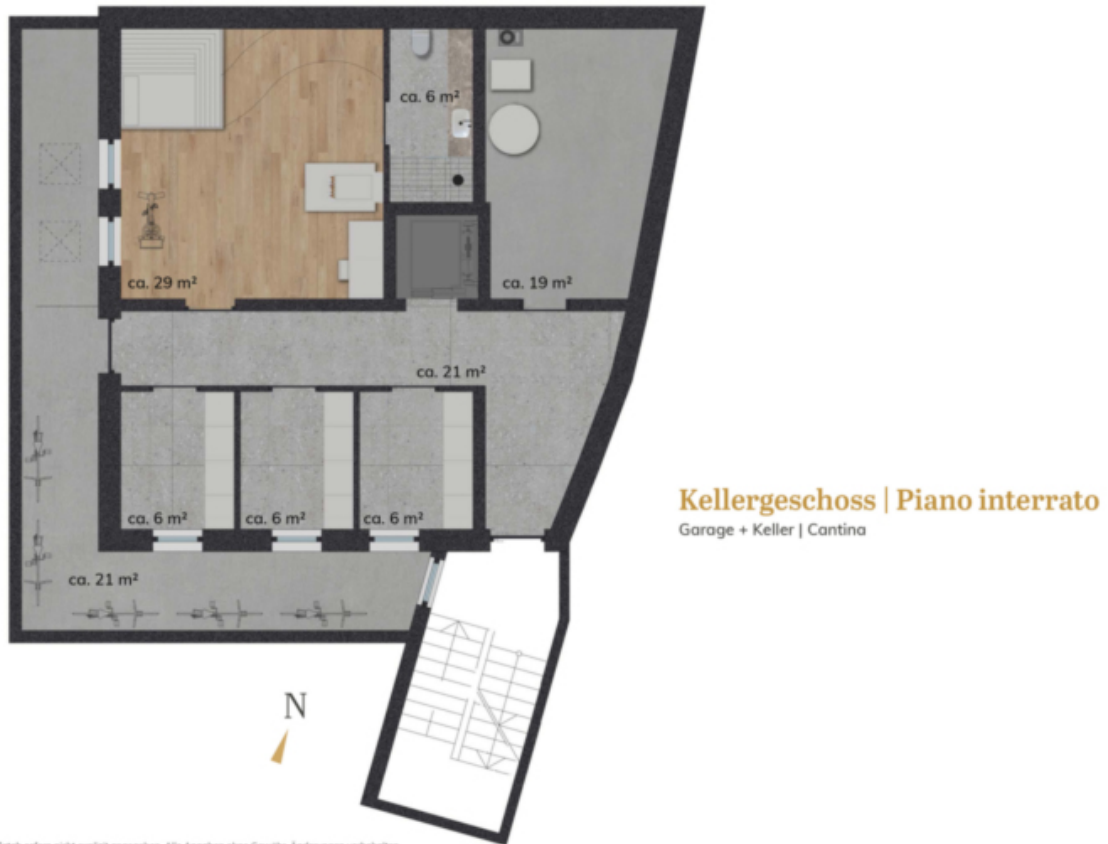 ca. 6 m²
ca. 29 m²
ca. 19 m²
ca. 21 m²
ca. 6 m²
ca. 6 m²
ca. 6 m²
Kellergeschoss | Piano interrato
Garage + Keller | Cantina
ca. 21 m²
N